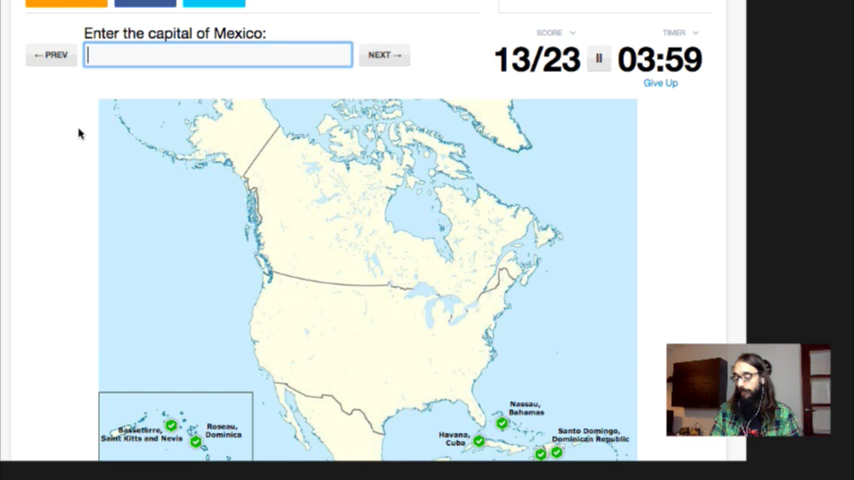 Enter the capital of Mexico:
SCORE
TIMER
← PREV
NEXT →
13/23
03:59
Give Up
Nassau,
Bahamas
Basseterre,
Saint Kitts and Nevis
Roseau,
Dominica
Havana,
Cuba
Santo Domingo,
Dominican Republic